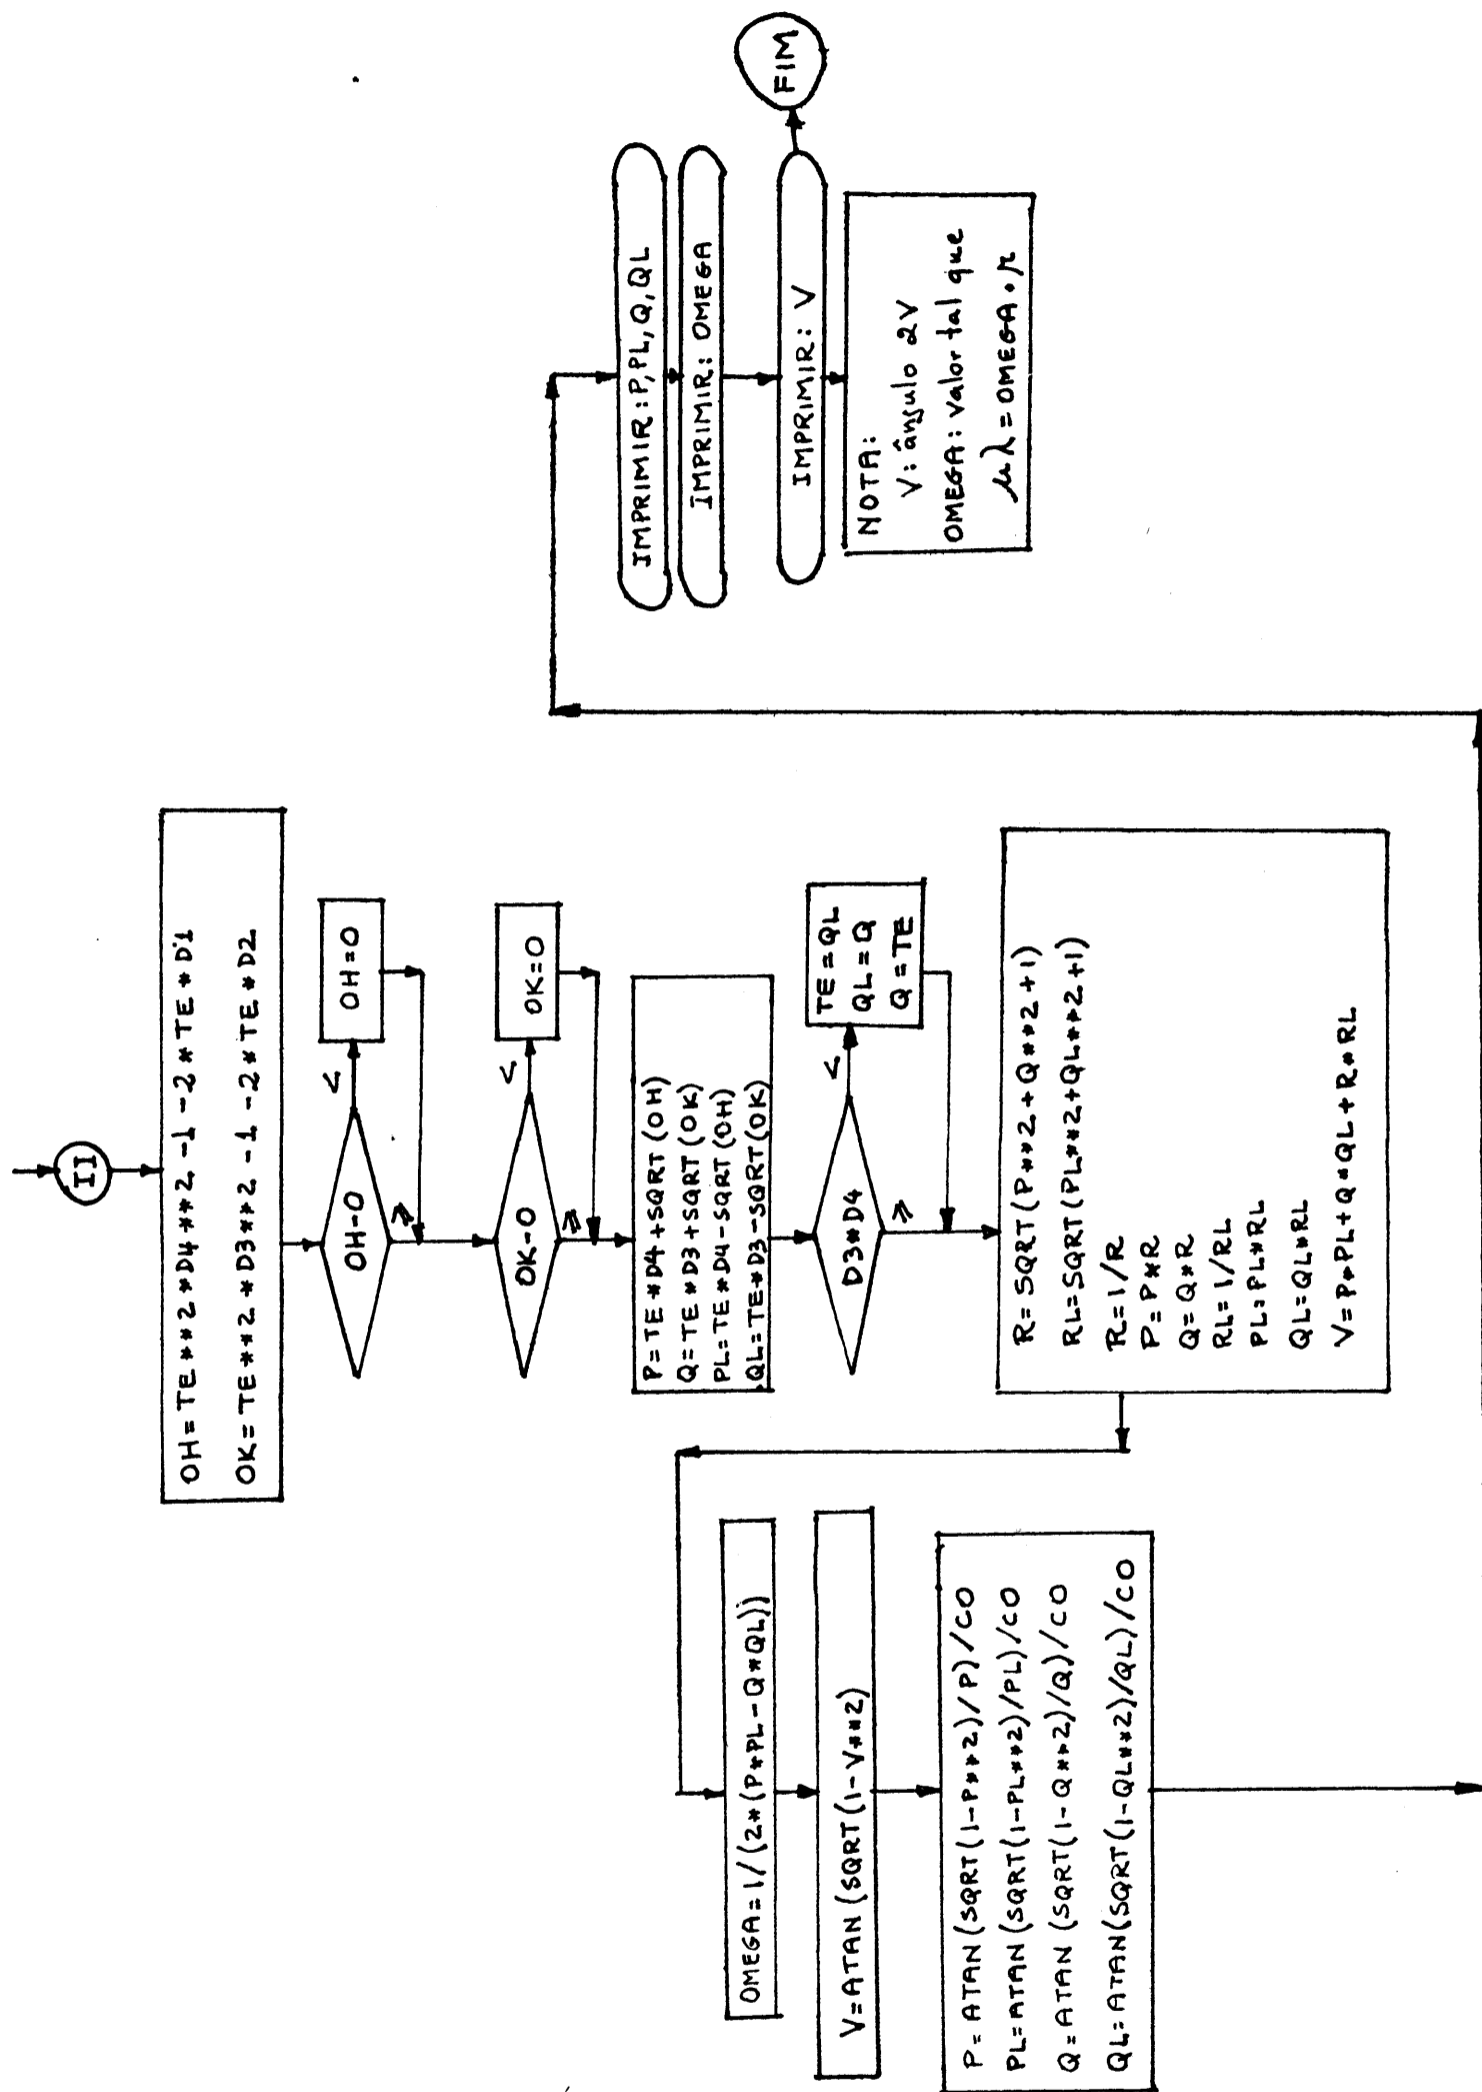 II
OH=TE**2*D4**2-1-2*TE*D1
OK=TE**2*D3**2-1-2*TE*D2
OH-0
<
OH=0
≥
OK-0
<
OK=0
≥
P=TE*D4+SQRT(OH)
Q=TE*D3+SQRT(OK)
PL=TE*D4-SQRT(OH)
QL=TE*D3-SQRT(OK)
D3*D4
<
TE=QL
QL=Q
Q=TE
≥
R=SQRT(P**2+Q**2+1)
RL=SQRT(PL**2+QL**2+1)
R=1/R
P=P*R
Q=Q*R
RL=1/RL
PL=PL*RL
QL=QL*RL
V=P*PL+Q*QL+R*RL
OMEGA=1/(2*(P*PL-Q*QL))
V=ATAN(SQRT(1-V**2)
P=ATAN(SQRT(1-P**2)/P)/CO
PL=ATAN(SQRT(1-PL**2)/PL)/CO
Q=ATAN(SQRT(1-Q**2)/Q)/CO
QL=ATAN(SQRT(1-QL**2)/QL)/CO
IMPRIMIR:P,PL,Q,QL
IMPRIMIR: OMEGA
IMPRIMIR: V
FIM
NOTA:
V: ângulo 2V
OMEGA: valor tal que
μλ=OMEGA.r